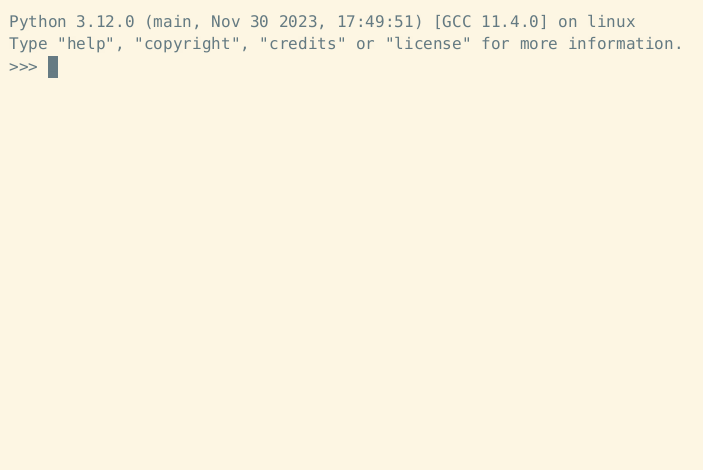 Python 3.12.0 (main, Nov 30 2023, 17:49:51) [GCC 11.4.0] on linux
Type "help", "copyright", "credits" or "license" for more information.
>>>